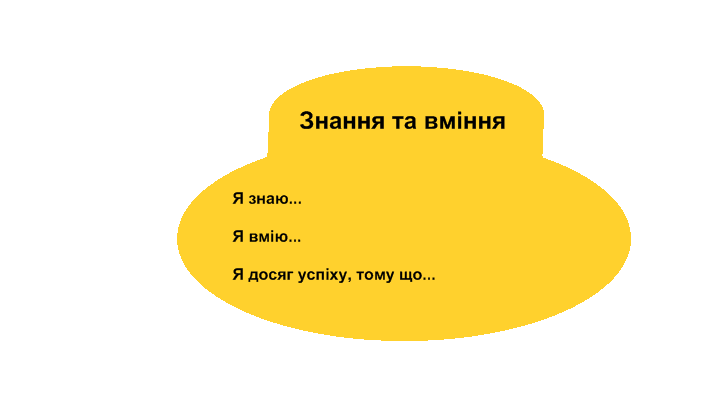 Знання та вміння
Я знаю...
Я вмію...
Я досяг успіху, тому що...